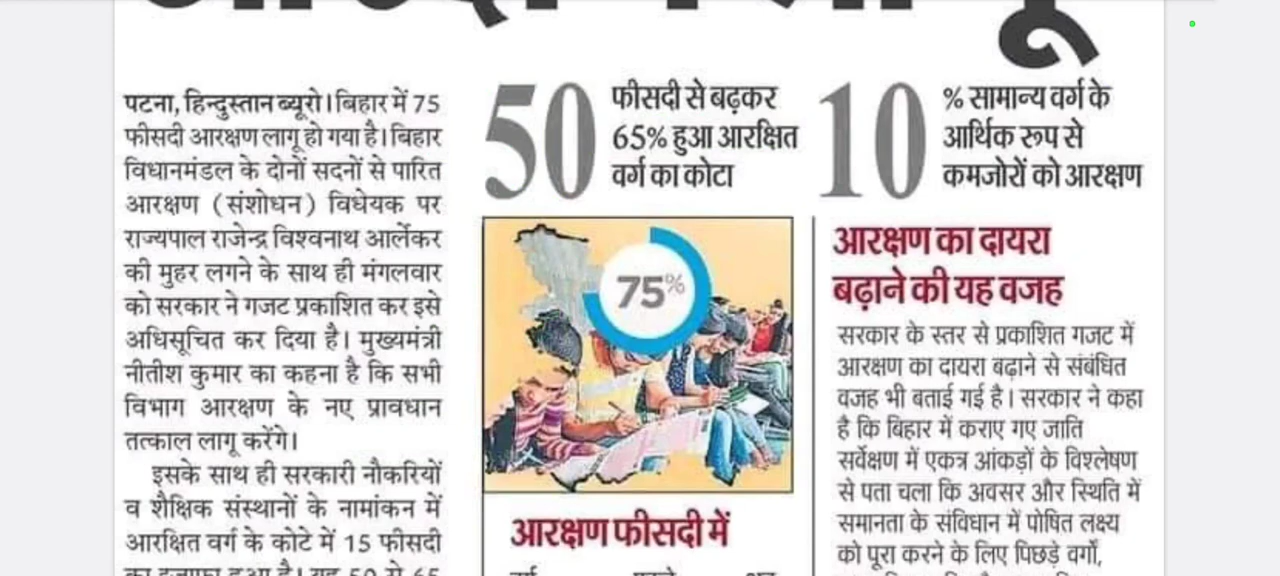 पटना, हिन्दुस्तान ब्यूरो। बिहार में 75
फीसदी आरक्षण लागू हो गया है। बिहार
विधानमंडल के दोनों सदनों से पारित
आरक्षण (संशोधन) विधेयक पर
राज्यपाल राजेन्द्र विश्वनाथ आर्लेकर
की मुहर लगने के साथ ही मंगलवार
को सरकार ने गजट प्रकाशित कर इसे
अधिसूचित कर दिया है। मुख्यमंत्री
नीतीश कुमार का कहना है कि सभी
विभाग आरक्षण के नए प्रावधान
तत्काल लागू करेंगे।
इसके साथ ही सरकारी नौकरियों
व शैक्षिक संस्थानों के नामांकन में
आरक्षित वर्ग के कोटे में 15 फीसदी
50
फीसदी से बढ़कर
65% हुआ आरक्षित
वर्ग का कोटा
10
% सामान्य वर्ग के
आर्थिक रूप से
कमजोरों को आरक्षण
75%
आरक्षण फीसदी में
आरक्षण का दायरा
बढ़ाने की यह वजह
सरकार के स्तर से प्रकाशित गजट में
आरक्षण का दायरा बढ़ाने से संबंधित
वजह भी बताई गई है। सरकार ने कहा
है कि बिहार में कराए गए जाति
सर्वेक्षण में एकत्र आंकड़ों के विश्लेषण
से पता चला कि अवसर और स्थिति में
समानता के संविधान में पोषित लक्ष्य
को पूरा करने के लिए पिछड़े वर्गों,